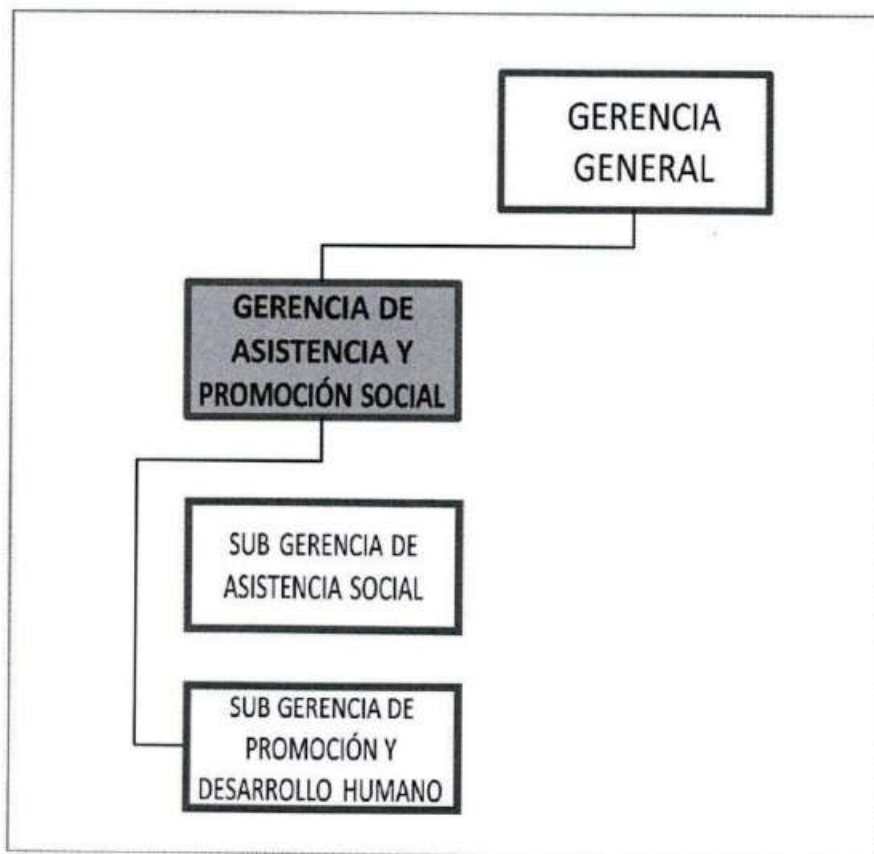 GERENCIA
GENERAL
GERENCIA DE
ASISTENCIA Y
PROMOCIÓN SOCIAL
SUB GERENCIA DE
ASISTENCIA SOCIAL
SUB GERENCIA DE
PROMOCIÓN Y
DESARROLLO HUMANO